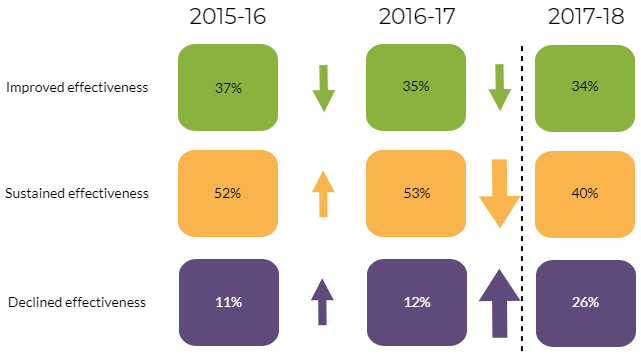 2015-16 2016-17 2017-18
Improved effectiveness 37% 35% 34%
Sustained effectiveness 52% 53% 40%
Declined effectiveness 11% 12% 26%